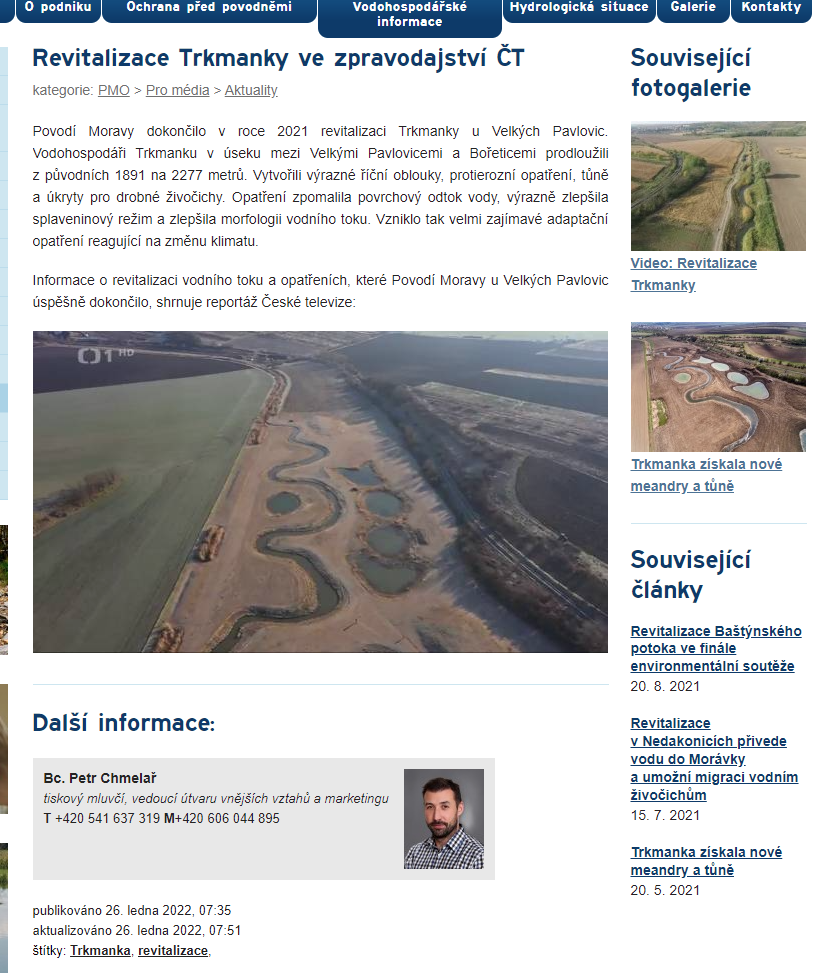 O podniku
Ochrana před povodněmi
Vodohospodářské
informace
Hydrologická situace
Galerie
Kontakty
Revitalizace Trkmanky ve zpravodajství ČT
kategorie: PMO > Pro média > Aktuality
Povodí Moravy dokončilo v roce 2021 revitalizaci Trkmanky u Velkých Pavlovic.
Vodohospodáři Trkmanku v úseku mezi Velkými Pavlovicemi a Bořeticemi prodloužili
z původních 1891 na 2277 metrů. Vytvořili výrazné říční oblouky, protierozní opatření, tůně
a úkryty pro drobné živočichy. Opatření zpomalila povrchový odtok vody, výrazně zlepšila
splaveninový režim a zlepšila morfologii vodního toku. Vzniklo tak velmi zajímavé adaptační
opatření reagující na změnu klimatu.
Informace o revitalizaci vodního toku a opatřeních, které Povodí Moravy u Velkých Pavlovic
úspěšně dokončilo, shrnuje reportáž České televize:
1 HD
Další informace:
Bc. Petr Chmelař
tiskový mluvčí, vedoucí útvaru vnějších vztahů a marketingu
T +420 541 637 319 M+420 606 044 895
publikováno 26. ledna 2022, 07:35
aktualizováno 26. ledna 2022, 07:51
štítky: Trkmanka, revitalizace,
Související
fotogalerie
Video: Revitalizace
Trkmanky
Trkmanka získala nové
meandry a tůně
Související
články
Revitalizace Baštýnského
potoka ve finále
environmentální soutěže
20. 8. 2021
Revitalizace
v Nedakonicích přivede
vodu do Morávky
a umožní migraci vodním
živočichům
15. 7. 2021
Trkmanka získala nové
meandry a tůně
20. 5. 2021